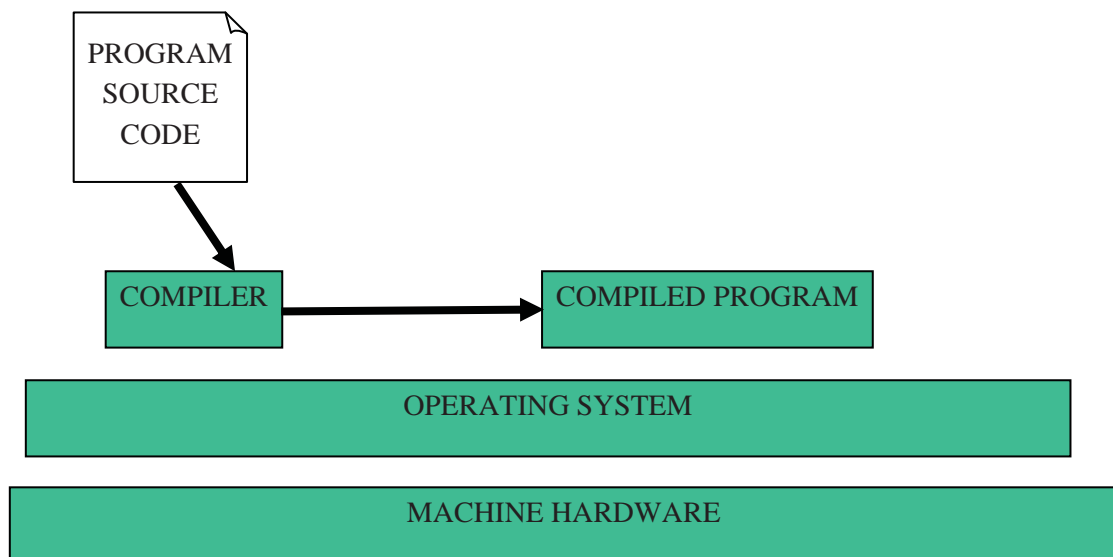 PROGRAM
SOURCE
CODE
COMPILER
COMPILED PROGRAM
OPERATING SYSTEM
MACHINE HARDWARE